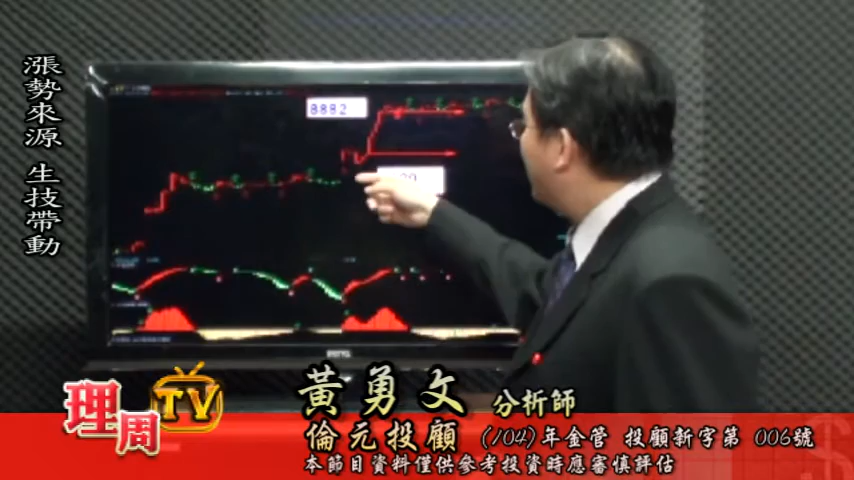 漲勢來源 生技帶動
8882
理周TV
黃勇文 分析師
倫元投顧 (104)年金管 投顧新字第 006號
本節目資料僅供參考投資時應審慎評估